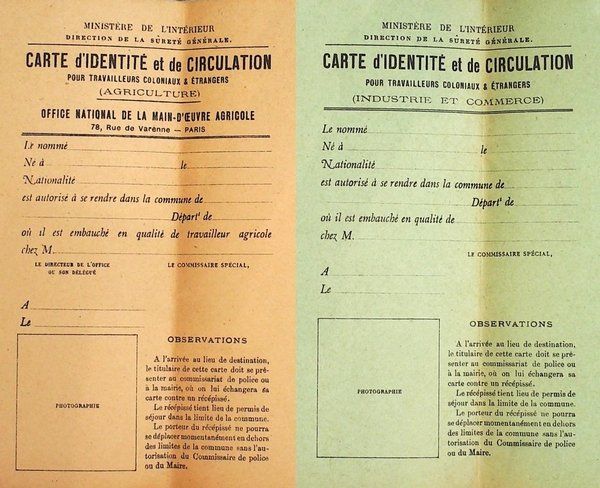 MINISTÈRE DE L'INTÉRIEUR
DIRECTION DE LA SURETÉ GÉNÉRALE.
CARTE d'IDENTITÉ et de CIRCULATION
POUR TRAVAILLEURS COLONIAUX & ÉTRANGERS
(AGRICULTURE)
OFFICE NATIONAL DE LA MAIN-D'ŒUVRE AGRICOLE
78, Rue de Varenne — PARIS
Le nommé
Né à le
Nationalité
est autorisé à se rendre dans la commune de
Départt de
où il est embauché en qualité de travailleur agricole
chez M.
LE DIRECTEUR DE L'OFFICE
OU SON DÉLÉGUÉ
LE COMMISSAIRE SPÉCIAL,
A
Le
PHOTOGRAPHIE
OBSERVATIONS
A l'arrivée au lieu de destination,
le titulaire de cette carte doit se pré-
senter au commissariat de police ou
à la mairie, où on lui échangera sa
carte contre un récépissé.
Le récépissé tient lieu de permis de
séjour dans la limite de la commune.
Le porteur du récépissé ne pourra
se déplacer momentanément en dehors
des limites de la commune sans l'au-
torisation du Commissaire de police
ou du Maire.
MINISTÈRE DE L'INTÉRIEUR
DIRECTION DE LA SURETÉ GÉNÉRALE.
CARTE d'IDENTITÉ et de CIRCULATION
POUR TRAVAILLEURS COLONIAUX & ÉTRANGERS
(INDUSTRIE ET COMMERCE)
Le nommé
Né à le
Nationalité
est autorisé à se rendre dans la commune de
Départt de
où il est embauché en qualité de
chez M.
LE COMMISSAIRE SPÉCIAL,
A
Le
PHOTOGRAPHIE
OBSERVATIONS
A l'arrivée au lieu de destination,
le titulaire de cette carte doit se pré-
senter au commissariat de police ou
à la mairie, où on lui échangera sa
carte contre un récépissé.
Le récépissé tient lieu de permis de
séjour dans la limite de la commune.
Le porteur du récépissé ne pourra
se déplacer momentanément en dehors
des limites de la commune sans l'au-
torisation du Commissaire de police
ou du Maire.